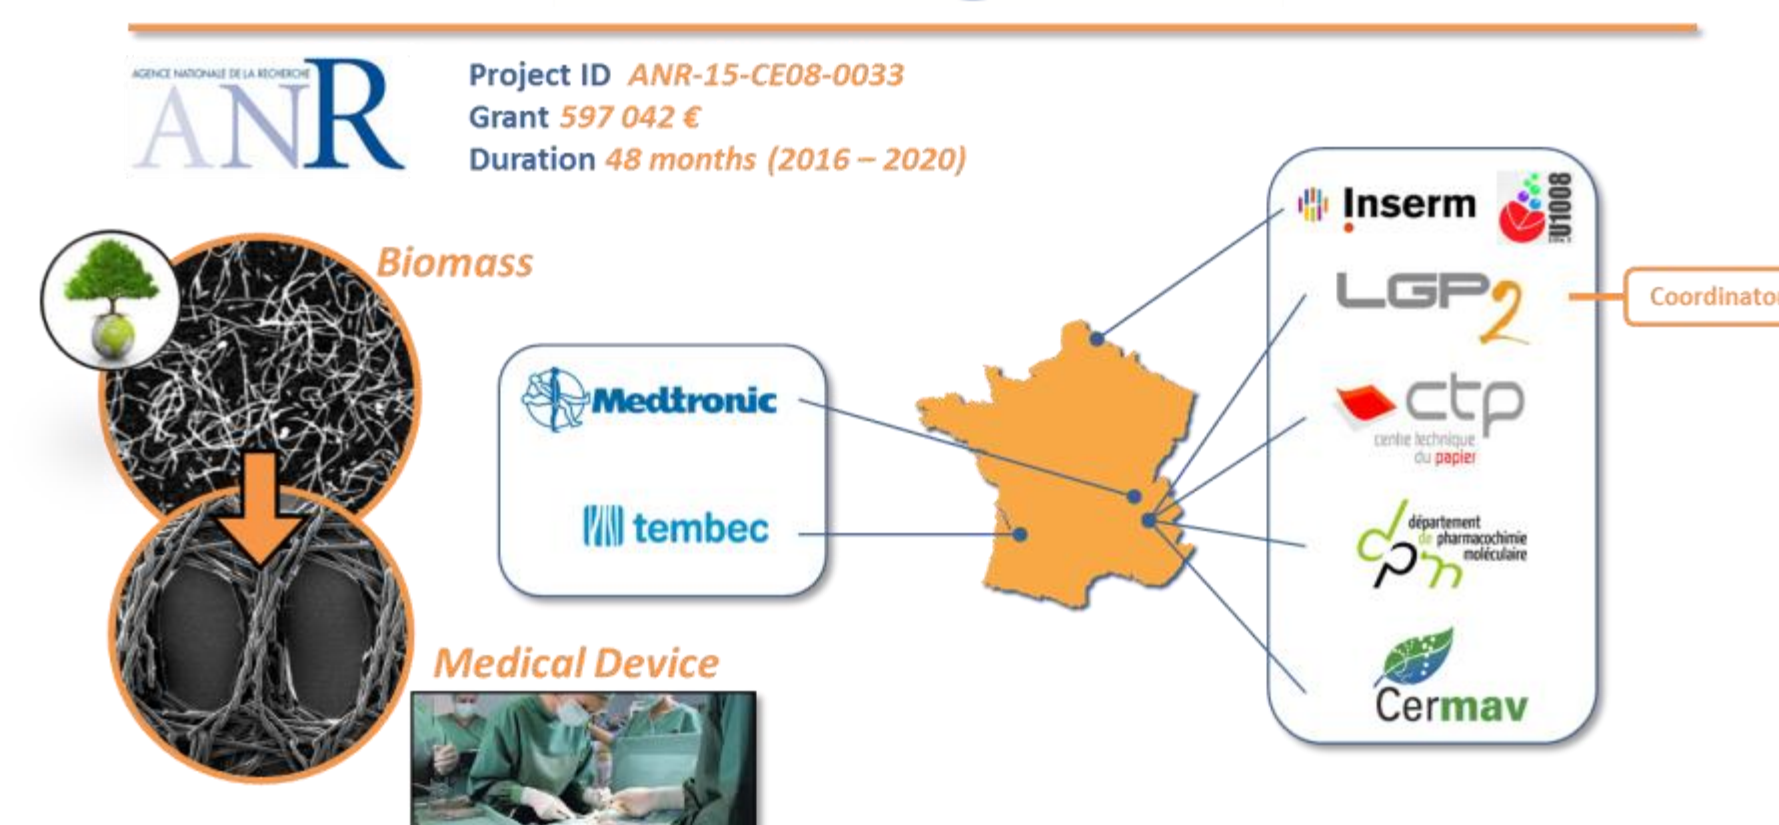 AGENCE NATIONALE DE LA RECHERCHE
ANR
Project ID ANR-15-CE08-0033
Grant 597 042 €
Duration 48 months (2016 – 2020)
Biomass
Medical Device
Medtronic
tembec
Inserm
U1008
LGP2
Coordinato
ctp
centre technique
du papier
département
de pharmacochimie
moléculaire
dpm
Cermav